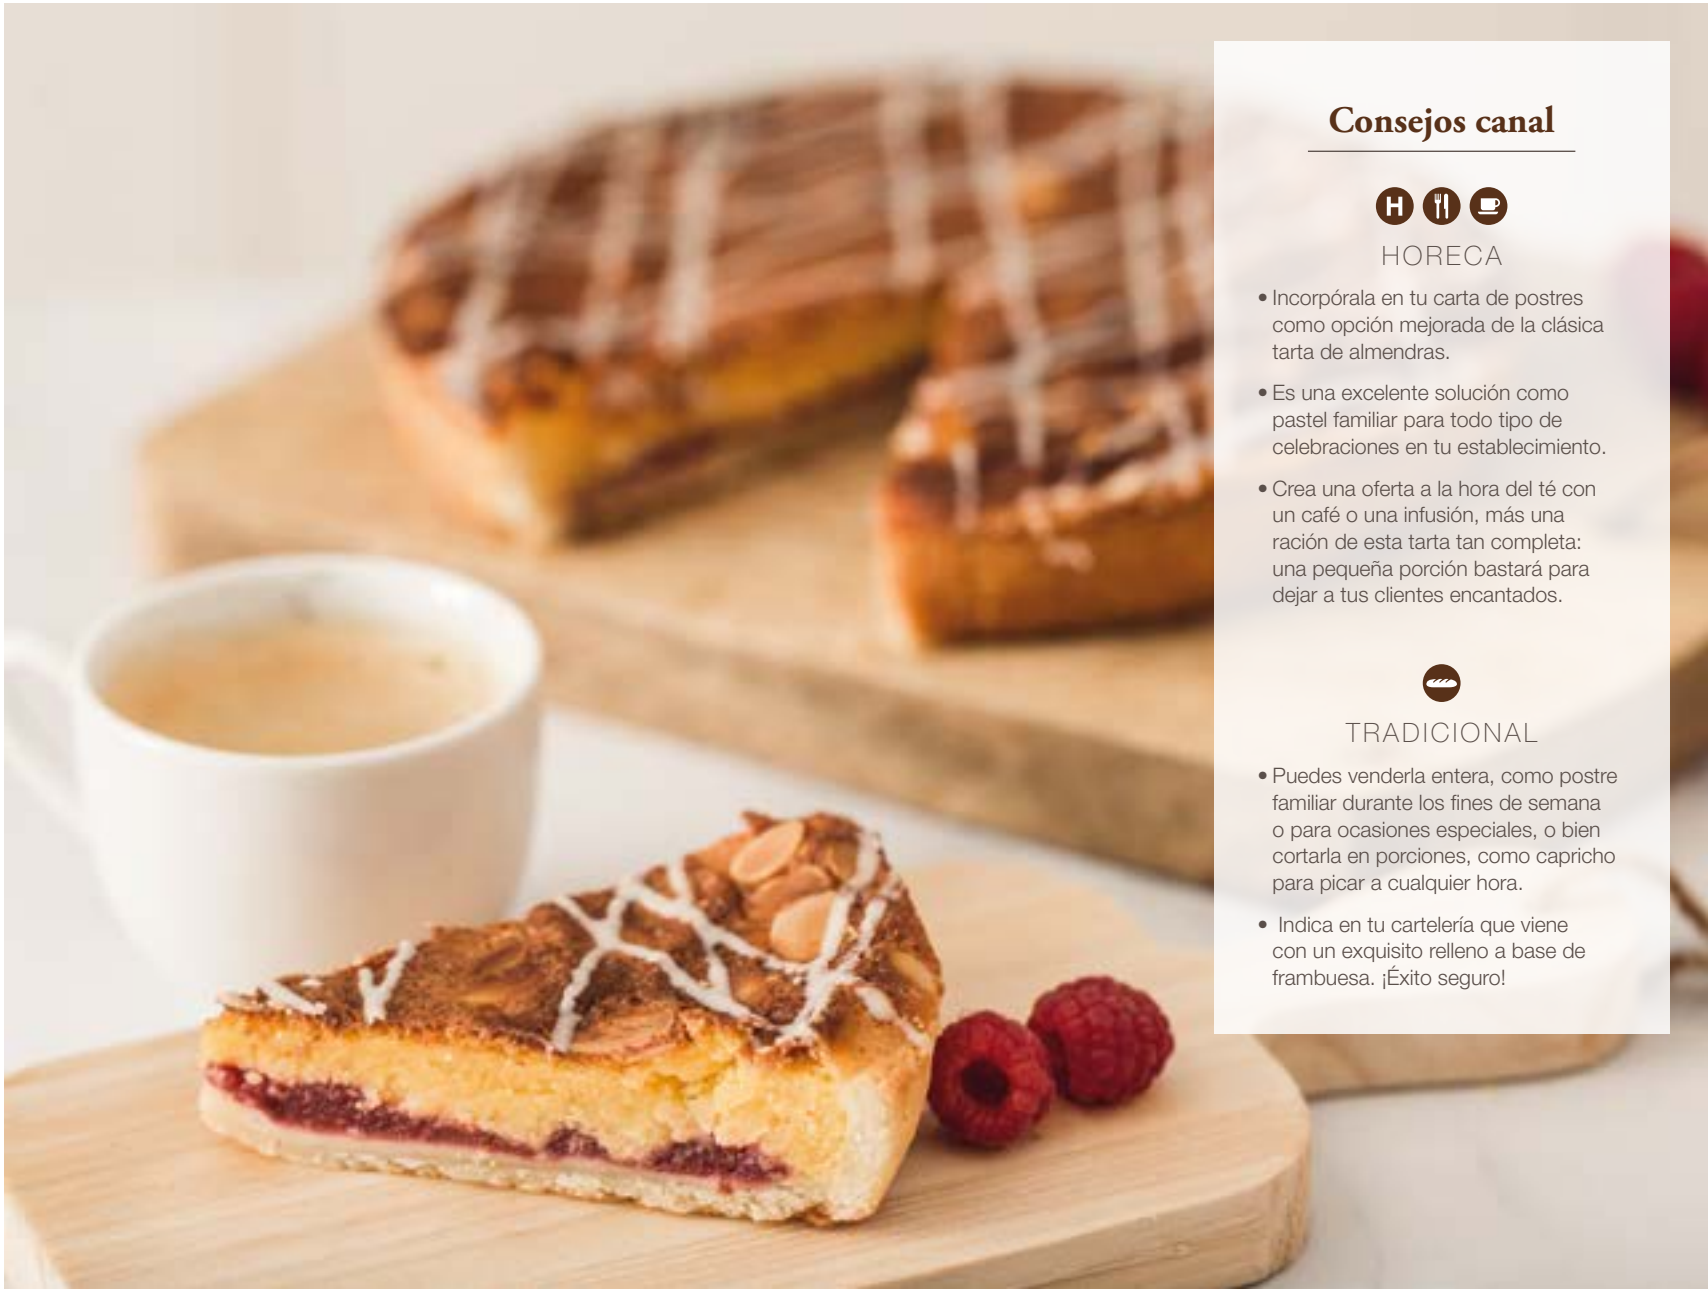 Consejos canal
H
HORECA
• Incorpórala en tu carta de postres
como opción mejorada de la clásica
tarta de almendras.
• Es una excelente solución como
pastel familiar para todo tipo de
celebraciones en tu establecimiento.
• Crea una oferta a la hora del té con
un café o una infusión, más una
ración de esta tarta tan completa:
una pequeña porción bastará para
dejar a tus clientes encantados.
TRADICIONAL
• Puedes venderla entera, como postre
familiar durante los fines de semana
o para ocasiones especiales, o bien
cortarla en porciones, como capricho
para picar a cualquier hora.
• Indica en tu cartelería que viene
con un exquisito relleno a base de
frambuesa. ¡Éxito seguro!